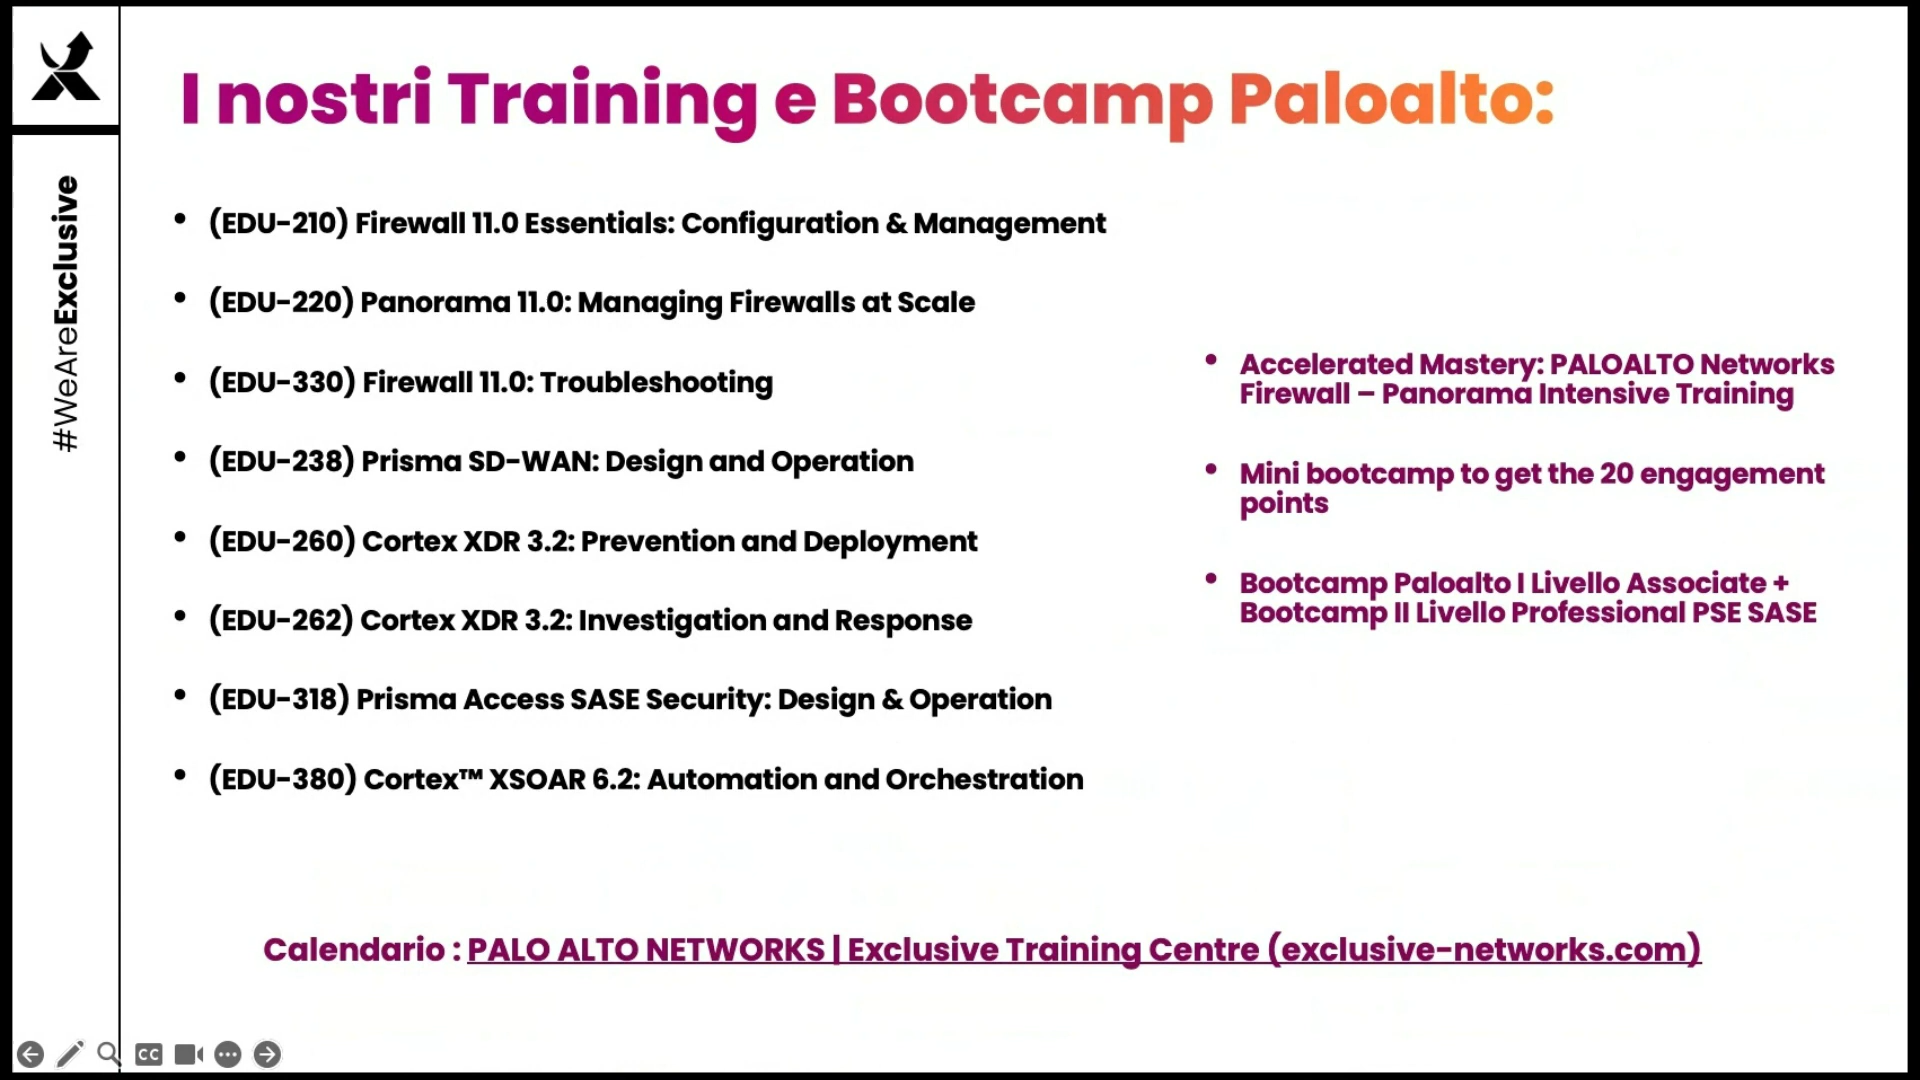 I nostri Training e Bootcamp Paloalto:
#WeAreExclusive
• (EDU-210) Firewall 11.0 Essentials: Configuration & Management
• (EDU-220) Panorama 11.0: Managing Firewalls at Scale
• (EDU-330) Firewall 11.0: Troubleshooting
• (EDU-238) Prisma SD-WAN: Design and Operation
• (EDU-260) Cortex XDR 3.2: Prevention and Deployment
• (EDU-262) Cortex XDR 3.2: Investigation and Response
• (EDU-318) Prisma Access SASE Security: Design & Operation
• (EDU-380) Cortex™ XSOAR 6.2: Automation and Orchestration
• Accelerated Mastery: PALOALTO Networks
Firewall – Panorama Intensive Training
• Mini bootcamp to get the 20 engagement
points
• Bootcamp Paloalto I Livello Associate +
Bootcamp II Livello Professional PSE SASE
Calendario : PALO ALTO NETWORKS | Exclusive Training Centre (exclusive-networks.com)
CC